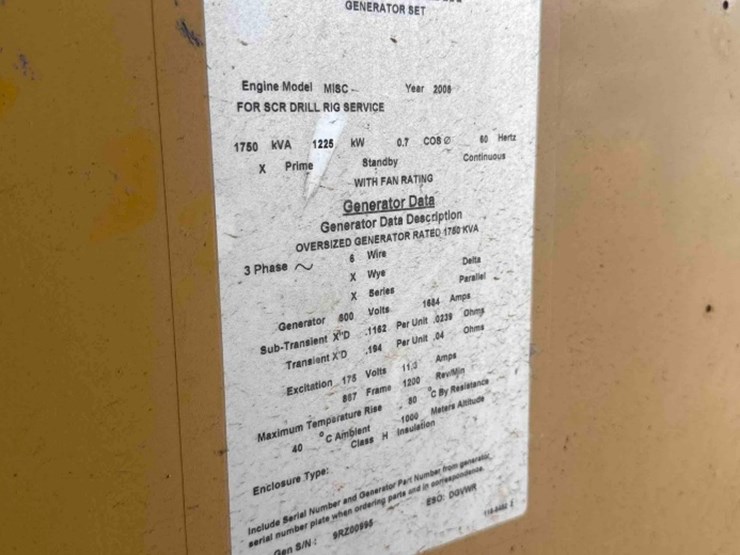 GENERATOR SET
Engine Model MISC - Year 2008
FOR SCR DRILL RIG SERVICE
1750 kVA 1225 kW 0.7 COS Ø 60 Hertz
X Prime Standby Continuous
WITH FAN RATING
Generator Data
Generator Data Description
OVERSIZED GENERATOR RATED 1750 KVA
3 Phase ~ 6 Wire
X Wye Delta
X Series Parallel
Generator 600 Volts 1684 Amps
Sub-Transient X"D .1162 Per Unit .0239 Ohms
Transient X'D .194 Per Unit .04 Ohms
Excitation 175 Volts 11.3 Amps
867 Frame 1200 Rev/Min
Maximum Temperature Rise 80 °C By Resistance
40 °C Ambient 1000 Meters Altitude
Class H Insulation
Enclosure Type:
Include Serial Number and Generator Part Number from generator
serial number plate when ordering parts and in correspondence.
Gen S/N : 9RZ00995 ESO: DGVWR